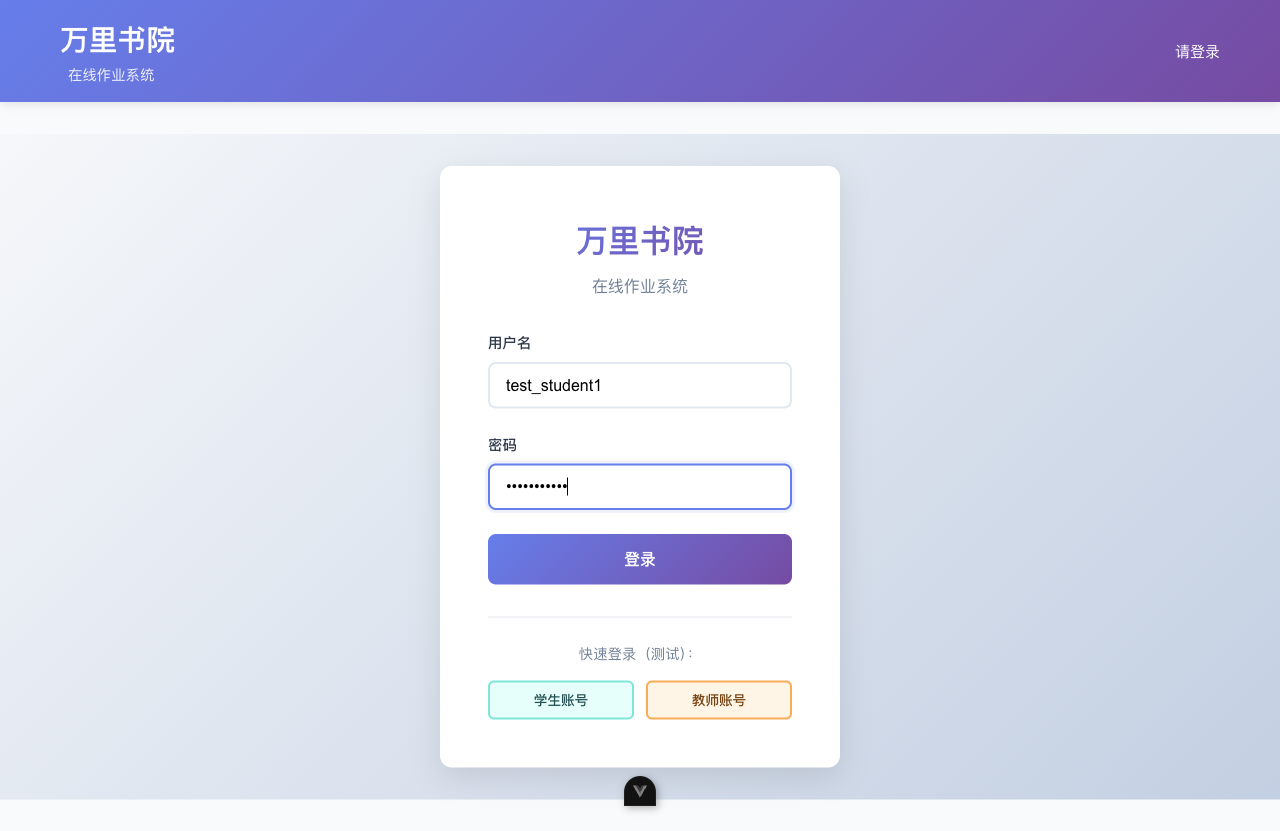 万里书院
在线作业系统
请登录
万里书院
在线作业系统
用户名
test_student1
密码
•••••••••••
登录
快速登录（测试）：
学生账号
教师账号